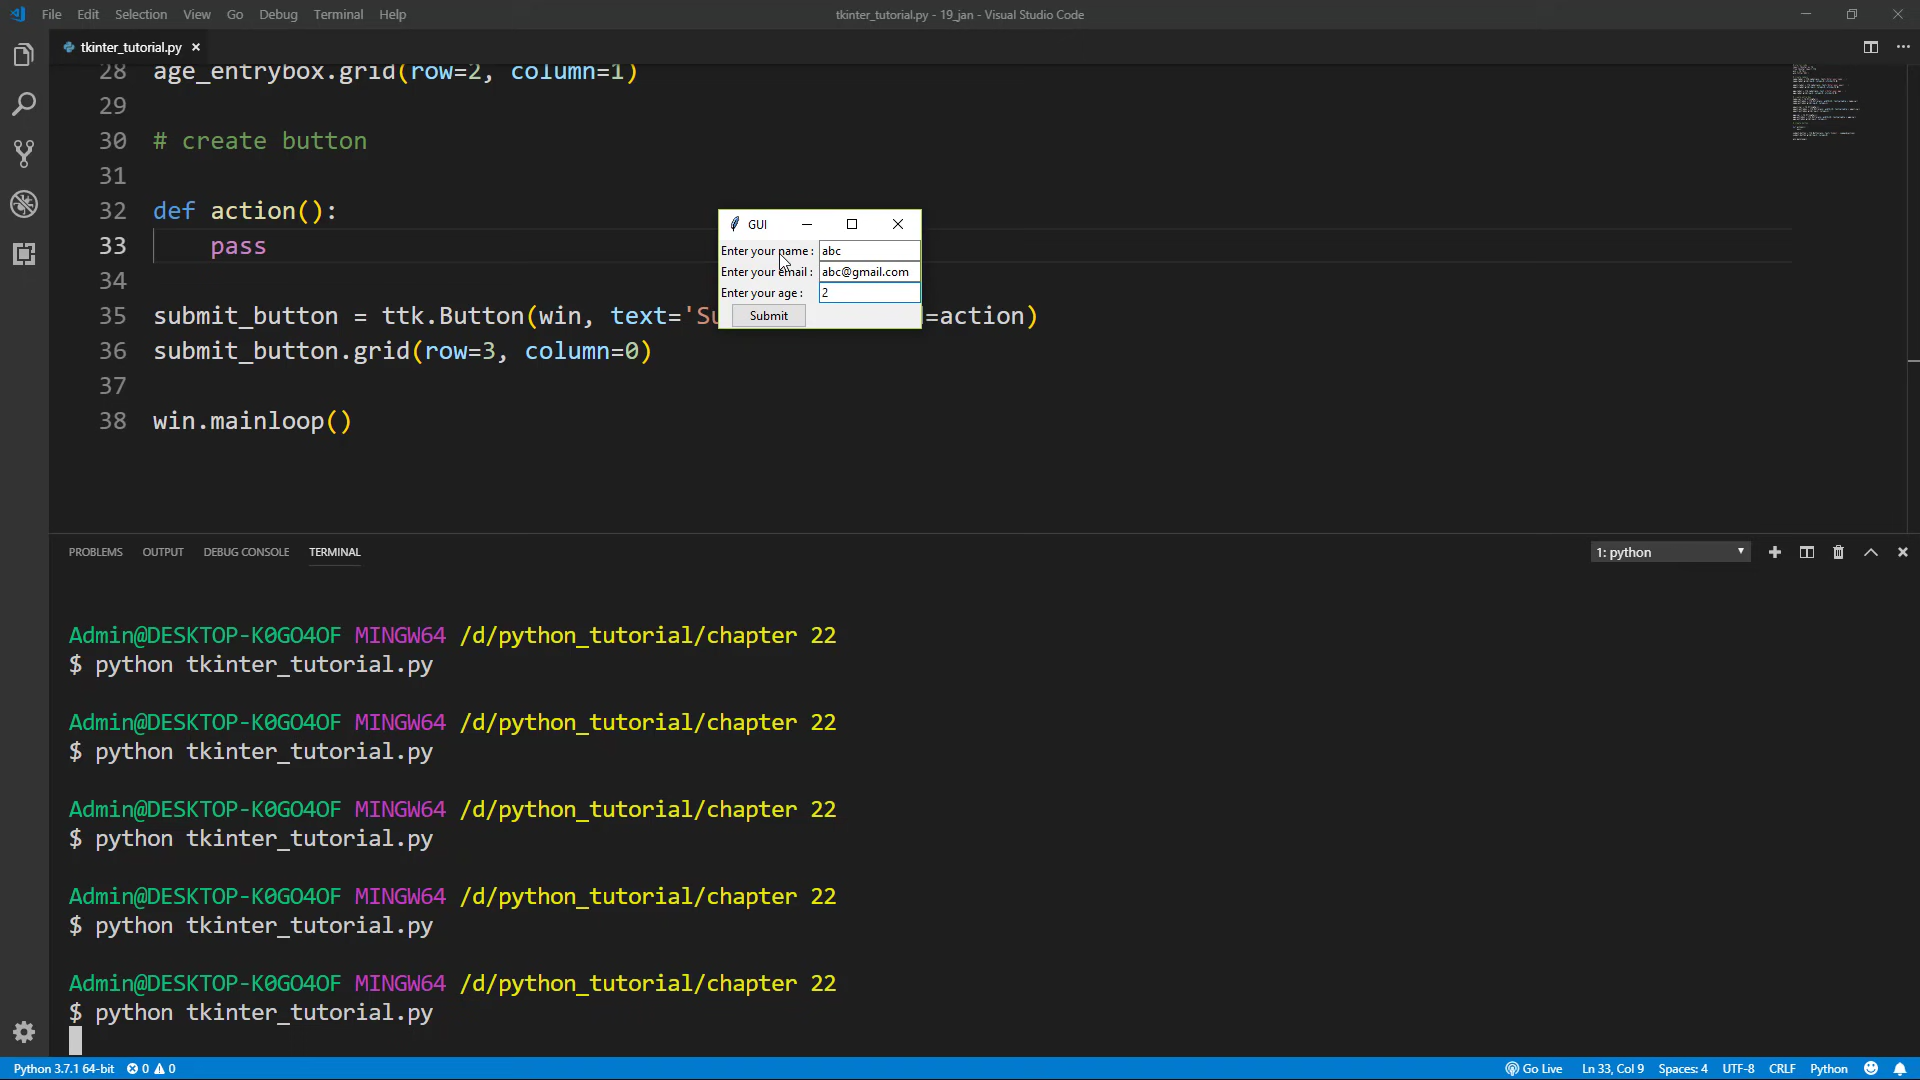 File Edit Selection View Go Debug Terminal Help
tkinter_tutorial.py - 19_jan - Visual Studio Code
tkinter_tutorial.py ×
28 age_entrybox.grid(row=2, column=1)
29
30 # create button
31
32 def action():
33 pass
34
35 submit_button = ttk.Button(win, text='Su =action)
36 submit_button.grid(row=3, column=0)
37
38 win.mainloop()
GUI
Enter your name : abc
Enter your email : abc@gmail.com
Enter your age : 2
Submit
PROBLEMS OUTPUT DEBUG CONSOLE TERMINAL
1: python
Admin@DESKTOP-K0GO4OF MINGW64 /d/python_tutorial/chapter 22
$ python tkinter_tutorial.py
Admin@DESKTOP-K0GO4OF MINGW64 /d/python_tutorial/chapter 22
$ python tkinter_tutorial.py
Admin@DESKTOP-K0GO4OF MINGW64 /d/python_tutorial/chapter 22
$ python tkinter_tutorial.py
Admin@DESKTOP-K0GO4OF MINGW64 /d/python_tutorial/chapter 22
$ python tkinter_tutorial.py
Admin@DESKTOP-K0GO4OF MINGW64 /d/python_tutorial/chapter 22
$ python tkinter_tutorial.py
Python 3.7.1 64-bit 0 0 Go Live Ln 33, Col 9 Spaces: 4 UTF-8 CRLF Python